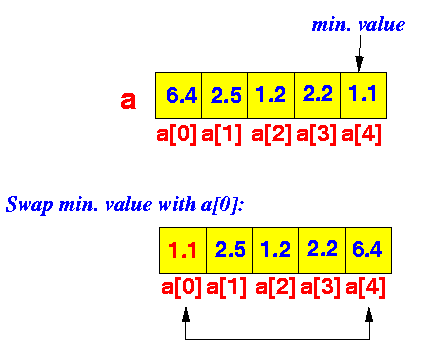 min. value
a 6.4 2.5 1.2 2.2 1.1
a[0] a[1] a[2] a[3] a[4]
Swap min. value with a[0]:
1.1 2.5 1.2 2.2 6.4
a[0] a[1] a[2] a[3] a[4]